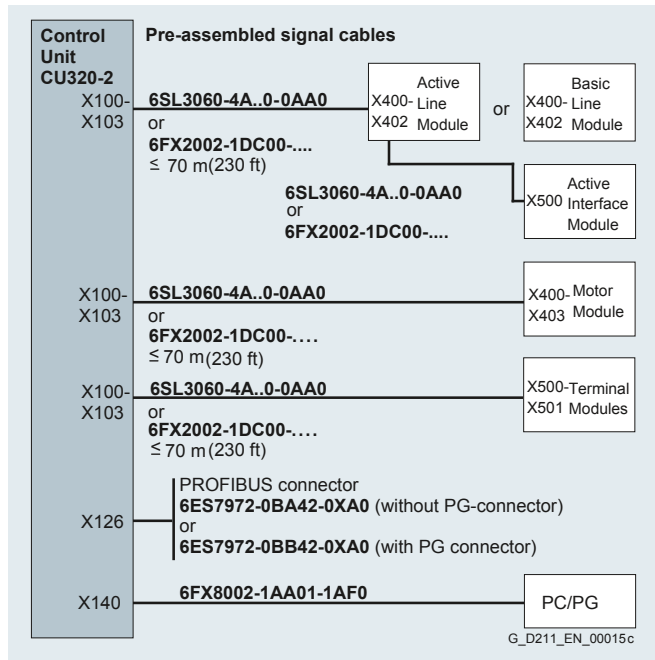 Control
Unit
CU320-2
Pre-assembled signal cables
X100-
X103
6SL3060-4A..0-0AA0
or
6FX2002-1DC00-....
≤ 70 m(230 ft)
Active
X400- Line
X402 Module
or
Basic
X400- Line
X402 Module
6SL3060-4A..0-0AA0
or
6FX2002-1DC00-....
Active
X500 Interface
Module
X100-
X103
6SL3060-4A..0-0AA0
or
6FX2002-1DC00-....
≤ 70 m(230 ft)
X400- Motor
X403 Module
X100-
X103
6SL3060-4A..0-0AA0
or
6FX2002-1DC00-....
≤ 70 m(230 ft)
X500-Terminal
X501 Modules
X126
PROFIBUS connector
6ES7972-0BA42-0XA0 (without PG-connector)
or
6ES7972-0BB42-0XA0 (with PG connector)
X140
6FX8002-1AA01-1AF0
PC/PG
G_D211_EN_00015c